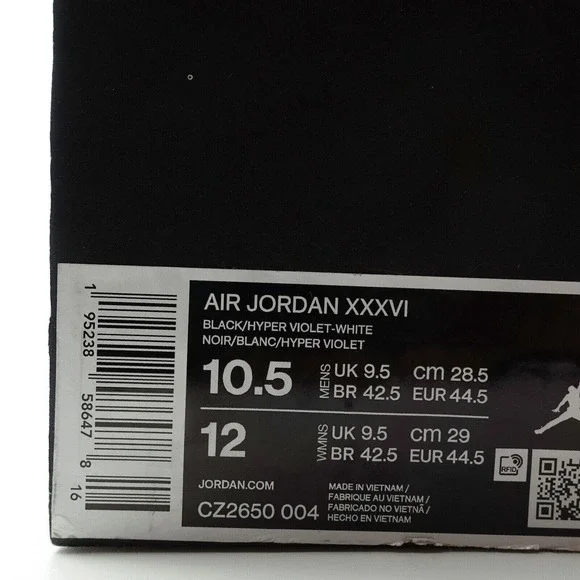 AIR JORDAN XXXVI
BLACK/HYPER VIOLET-WHITE
NOIR/BLANC/HYPER VIOLET
10.5 MENS UK 9.5 CM 28.5
BR 42.5 EUR 44.5
12 WMNS UK 9.5 CM 29
BR 42.5 EUR 44.5
JORDAN.COM
CZ2650 004
MADE IN VIETNAM /
FABRIQUE AU VIETNAM /
FABRICADO NO VIETNÃ /
HECHO EN VIETNAM
RFID
1 95238 58647 8 16